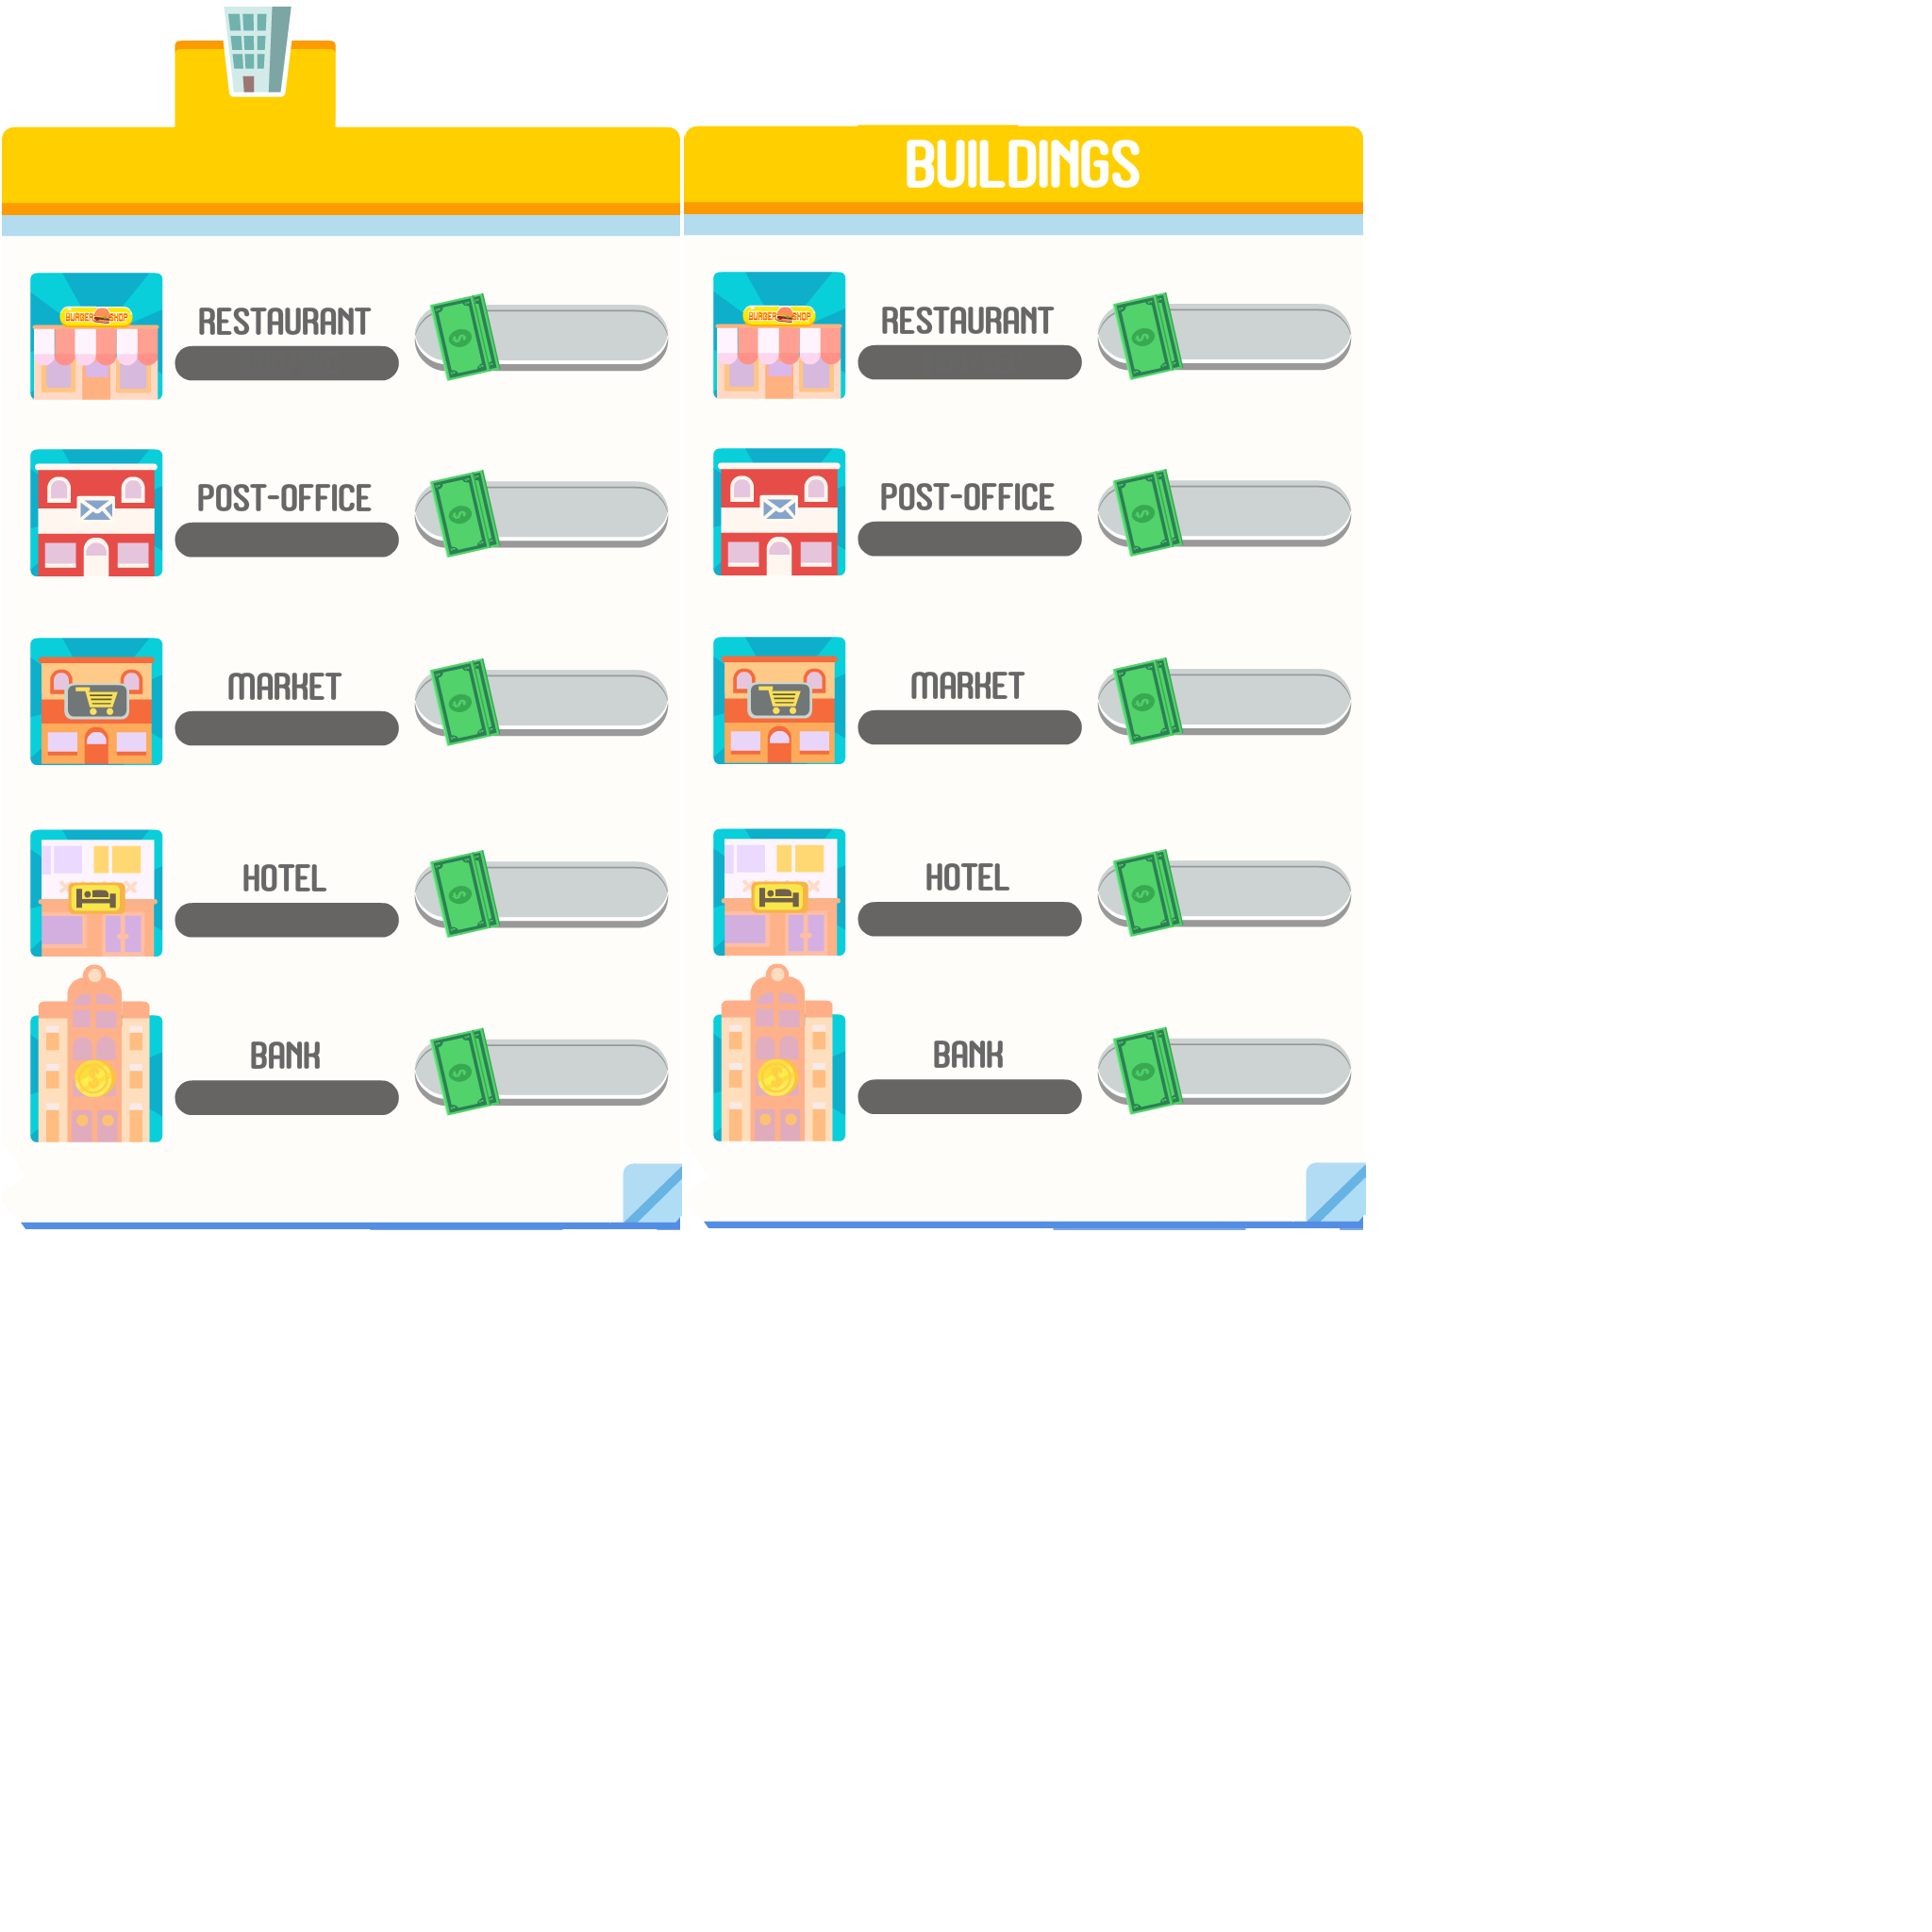 BUILDINGS
BURGER SHOP
RESTAURANT
POST-OFFICE
MARKET
HOTEL
BANK
BURGER SHOP
RESTAURANT
POST-OFFICE
MARKET
HOTEL
BANK